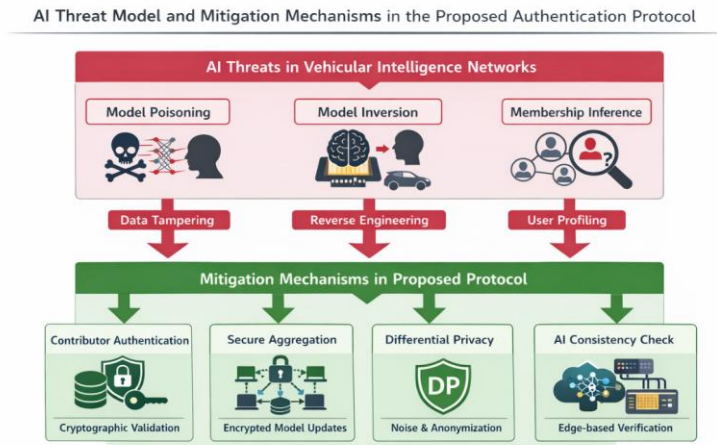 AI Threat Model and Mitigation Mechanisms in the Proposed Authentication Protocol
AI Threats in Vehicular Intelligence Networks
Model Poisoning
Model Inversion
Membership Inference
?
Data Tampering
Reverse Engineering
User Profiling
Mitigation Mechanisms in Proposed Protocol
Contributor Authentication
Secure Aggregation
Differential Privacy
AI Consistency Check
DP
Cryptographic Validation
Encrypted Model Updates
Noise & Anonymization
Edge-based Verification